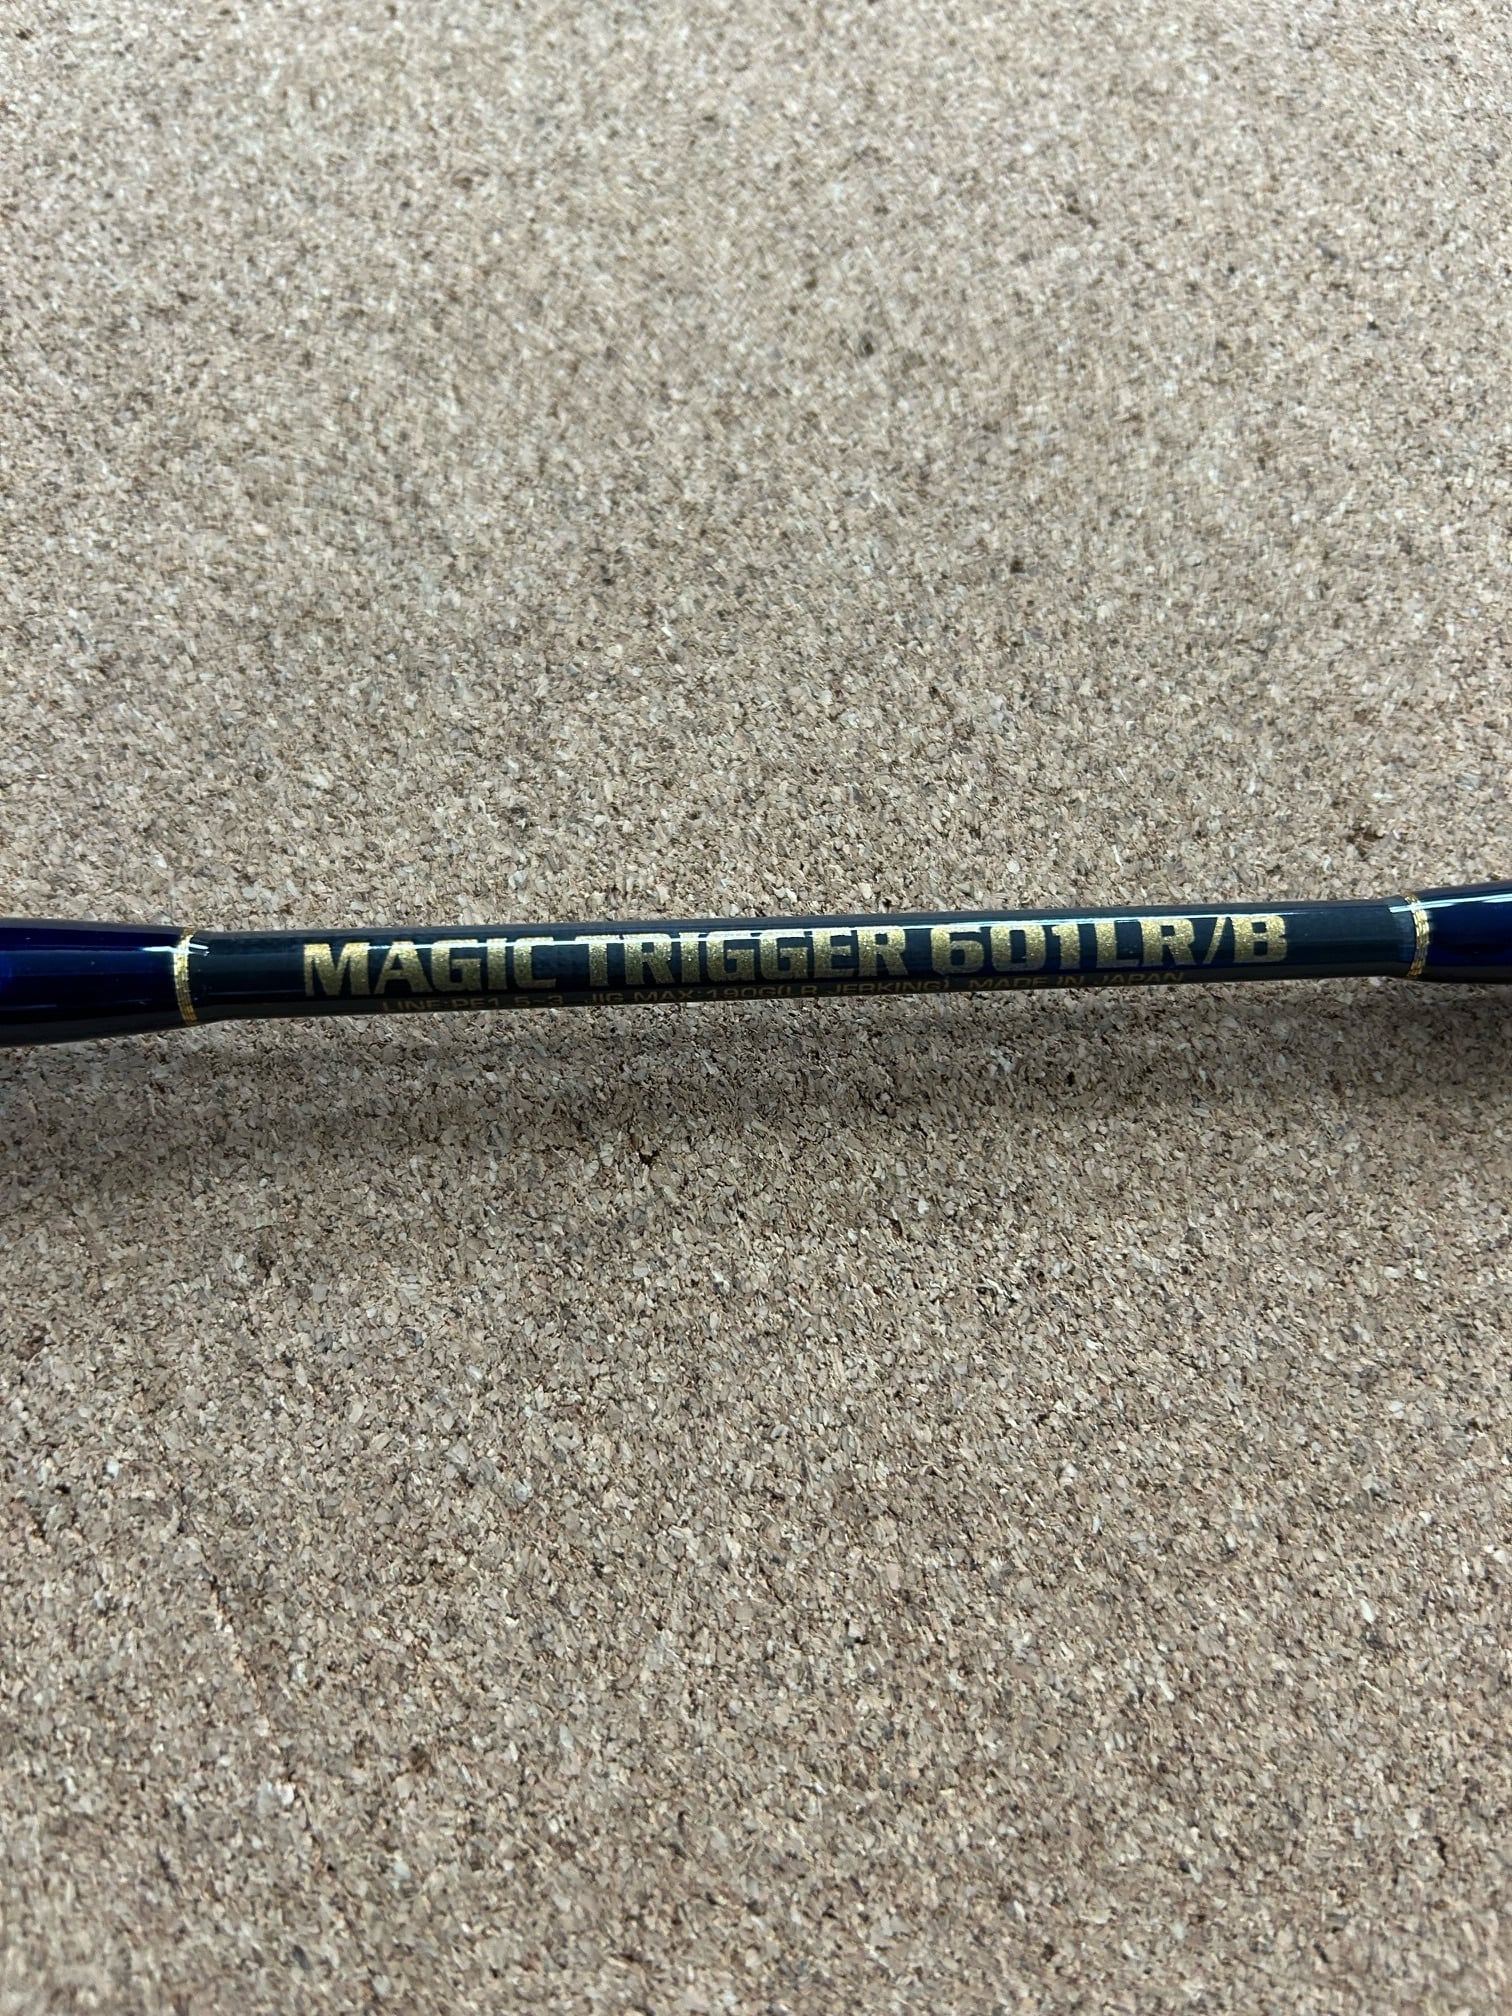 MAGIC TRIGGER 601LR/B
LINE:PE1.5-3 JIG MAX:190G(LR JERKING) MADE IN JAPAN